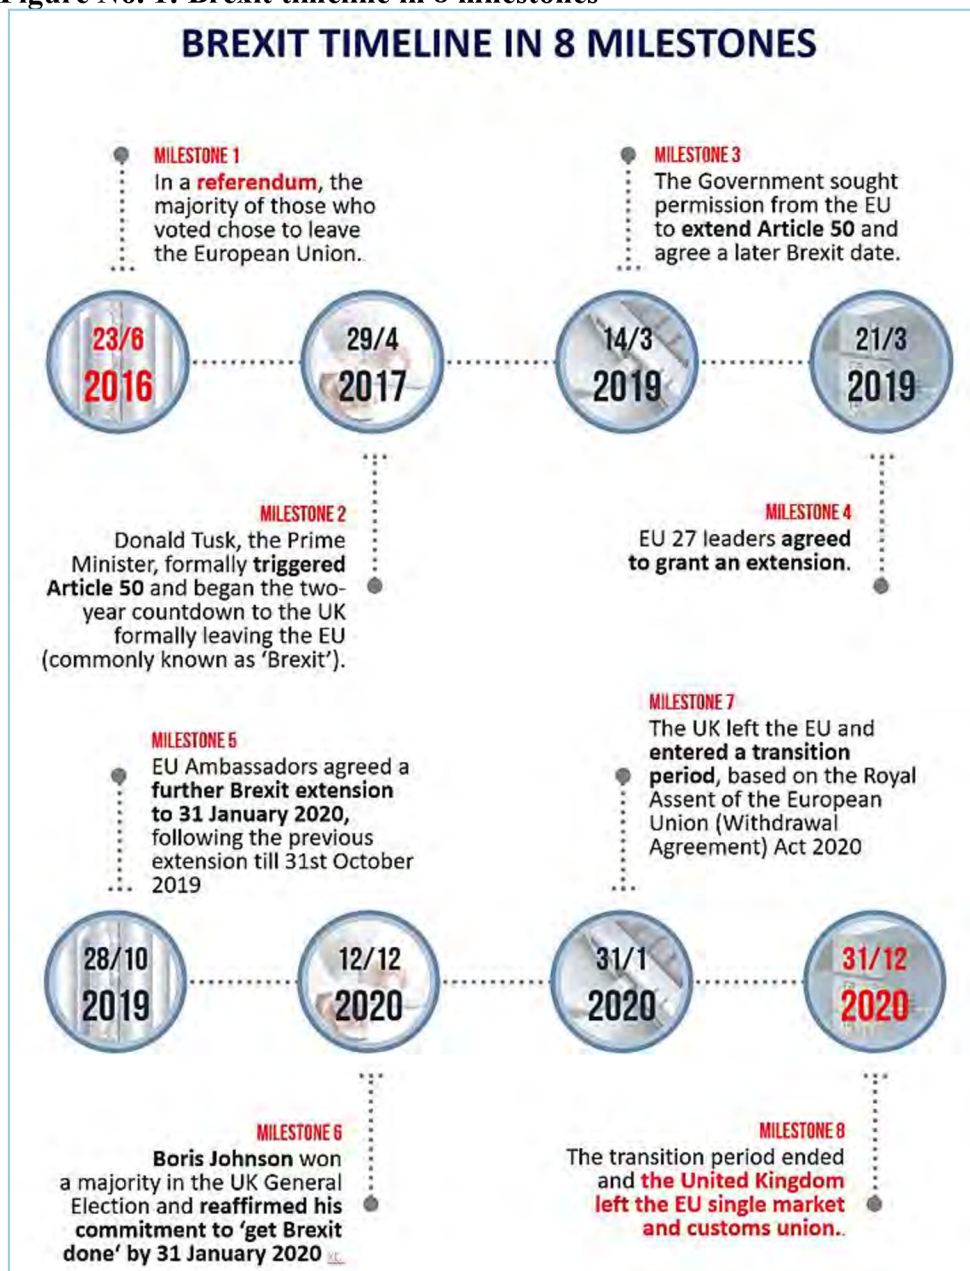 Figure No. 1: Brexit timeline in 8 milestones
BREXIT TIMELINE IN 8 MILESTONES
MILESTONE 1
In a referendum, the
majority of those who
voted chose to leave
the European Union.
MILESTONE 3
The Government sought
permission from the EU
to extend Article 50 and
agree a later Brexit date.
23/6
2016
29/4
2017
14/3
2019
21/3
2019
MILESTONE 2
Donald Tusk, the Prime
Minister, formally triggered
Article 50 and began the two-
year countdown to the UK
formally leaving the EU
(commonly known as ‘Brexit’).
MILESTONE 4
EU 27 leaders agreed
to grant an extension.
MILESTONE 5
EU Ambassadors agreed a
further Brexit extension
to 31 January 2020,
following the previous
extension till 31st October
2019
MILESTONE 7
The UK left the EU and
entered a transition
period, based on the Royal
Assent of the European
Union (Withdrawal
Agreement) Act 2020
28/10
2019
12/12
2020
31/1
2020
31/12
2020
MILESTONE 6
Boris Johnson won
a majority in the UK General
Election and reaffirmed his
commitment to ‘get Brexit
done’ by 31 January 2020
MILESTONE 8
The transition period ended
and the United Kingdom
left the EU single market
and customs union..